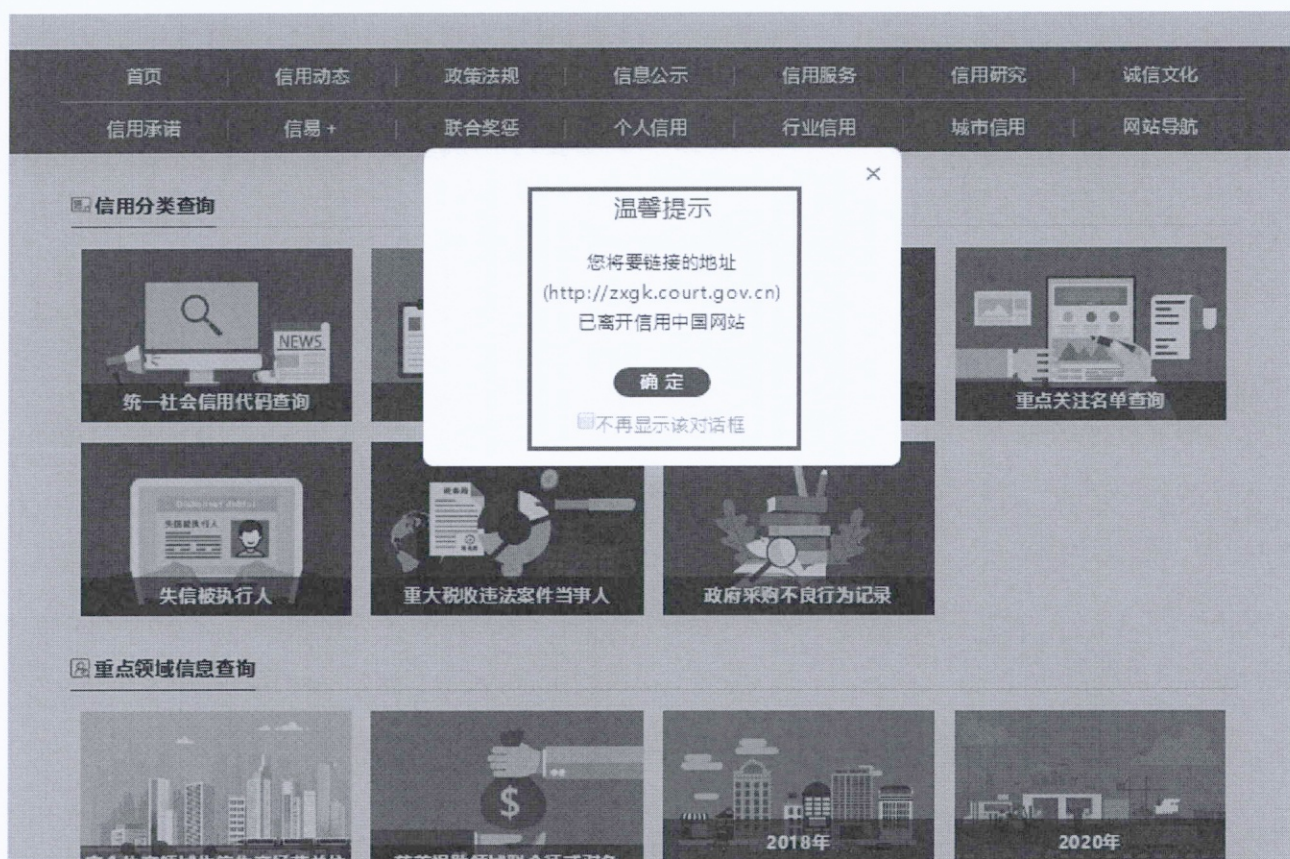 首页 信用动态 政策法规 信息公示 信用服务 信用研究 诚信文化
信用承诺 信易+ 联合奖惩 个人信用 行业信用 城市信用 网站导航
信用分类查询
温馨提示
您将要链接的地址
(http://zxgk.court.gov.cn)
已离开信用中国网站
确定
不再显示该对话框
NEWS
统一社会信用代码查询
重点关注名单查询
失信被执行人
失信被执行人
重大税收违法案件当事人
政府采购不良行为记录
重点领域信息查询
2018年
2020年